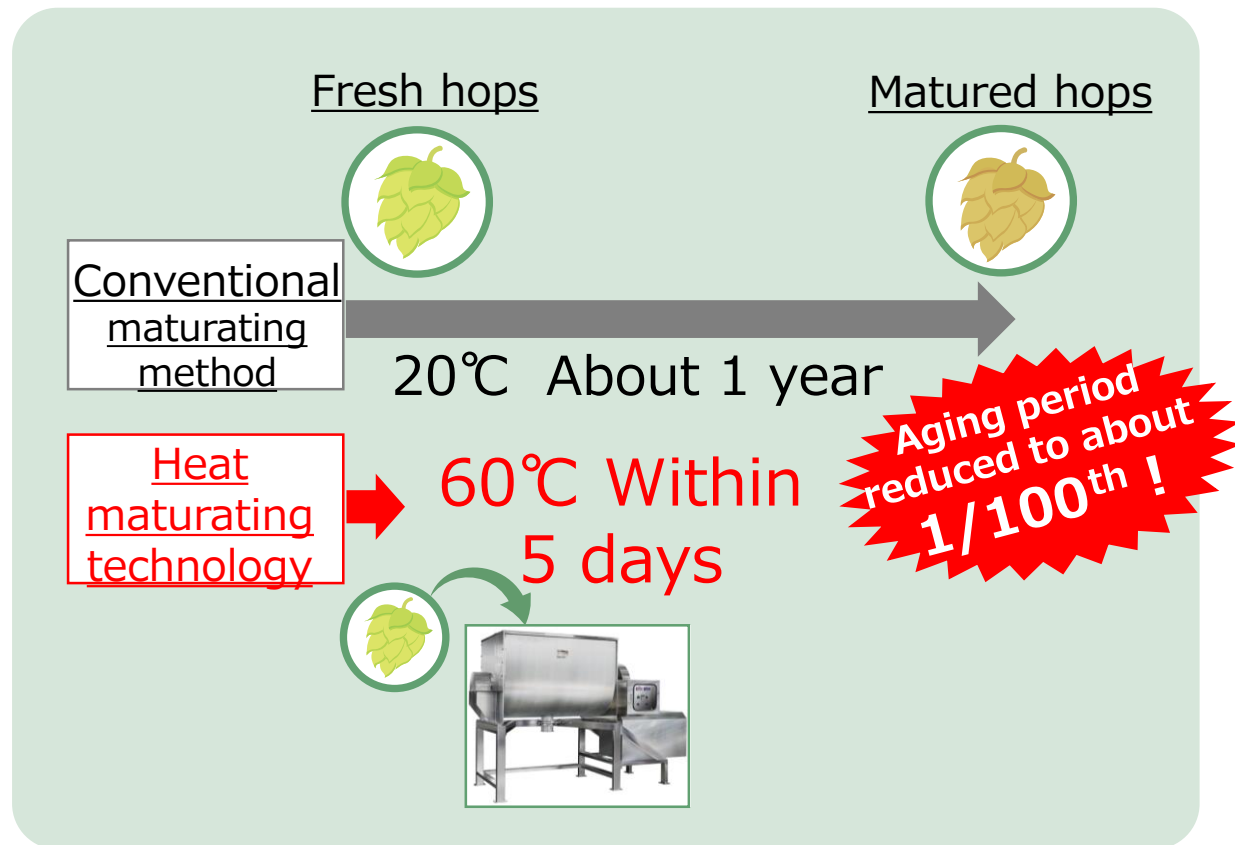 Fresh hops
Matured hops
Conventional
maturating
method
20℃ About 1 year
Heat
maturating
technology
60℃ Within
5 days
Aging period
reduced to about
1/100th !